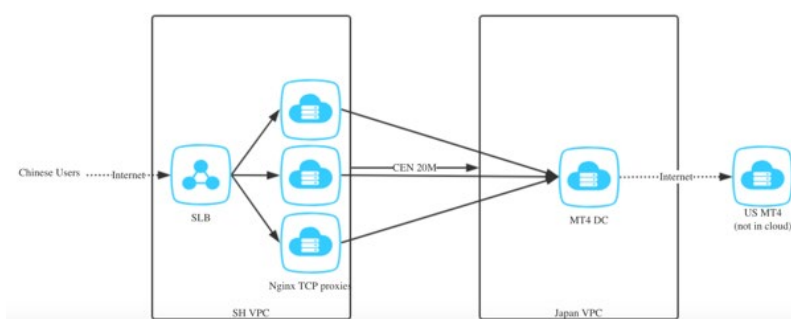 Chinese Users
Internet
SLB
Nginx TCP proxies
SH VPC
CEN 20M
MT4 DC
Japan VPC
Internet
US MT4
(not in cloud)